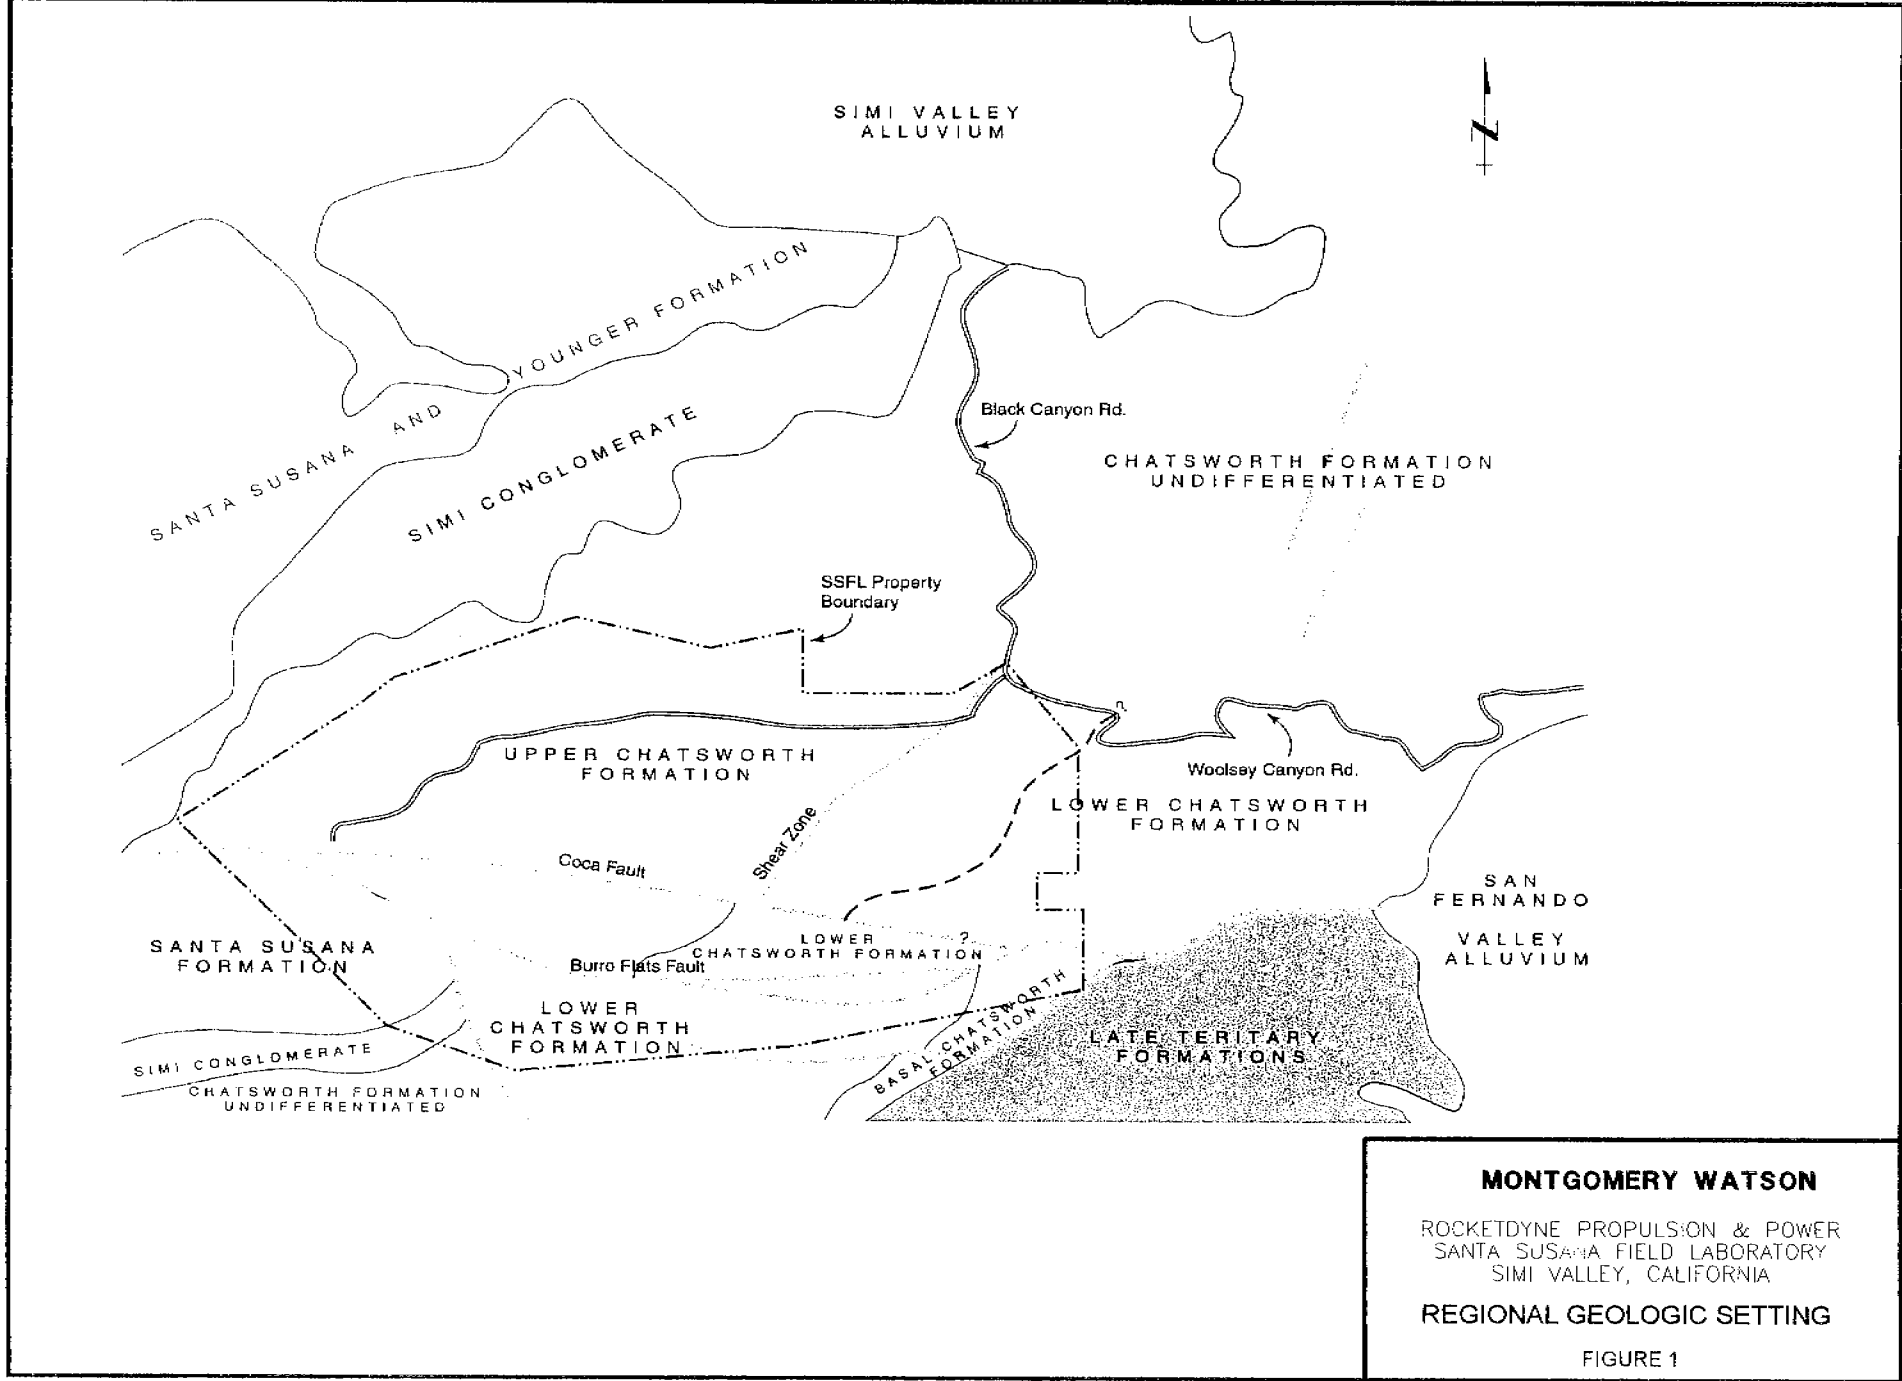 SIMI VALLEY
ALLUVIUM
N
SANTA SUSANA AND YOUNGER FORMATION
SIMI CONGLOMERATE
Black Canyon Rd.
CHATSWORTH FORMATION
UNDIFFERENTIATED
SSFL Property
Boundary
?
UPPER CHATSWORTH
FORMATION
Woolsey Canyon Rd.
LOWER CHATSWORTH
FORMATION
Shear Zone
Coca Fault
SAN
FERNANDO
VALLEY
ALLUVIUM
SANTA SUSANA
FORMATION
LOWER
CHATSWORTH FORMATION
?
Burro Flats Fault
LOWER
CHATSWORTH
FORMATION
BASAL CHATSWORTH
FORMATION
LATE TERITARY
FORMATIONS
SIMI CONGLOMERATE
CHATSWORTH FORMATION
UNDIFFERENTIATED
MONTGOMERY WATSON
ROCKETDYNE PROPULSION & POWER
SANTA SUSANA FIELD LABORATORY
SIMI VALLEY, CALIFORNIA
REGIONAL GEOLOGIC SETTING
FIGURE 1